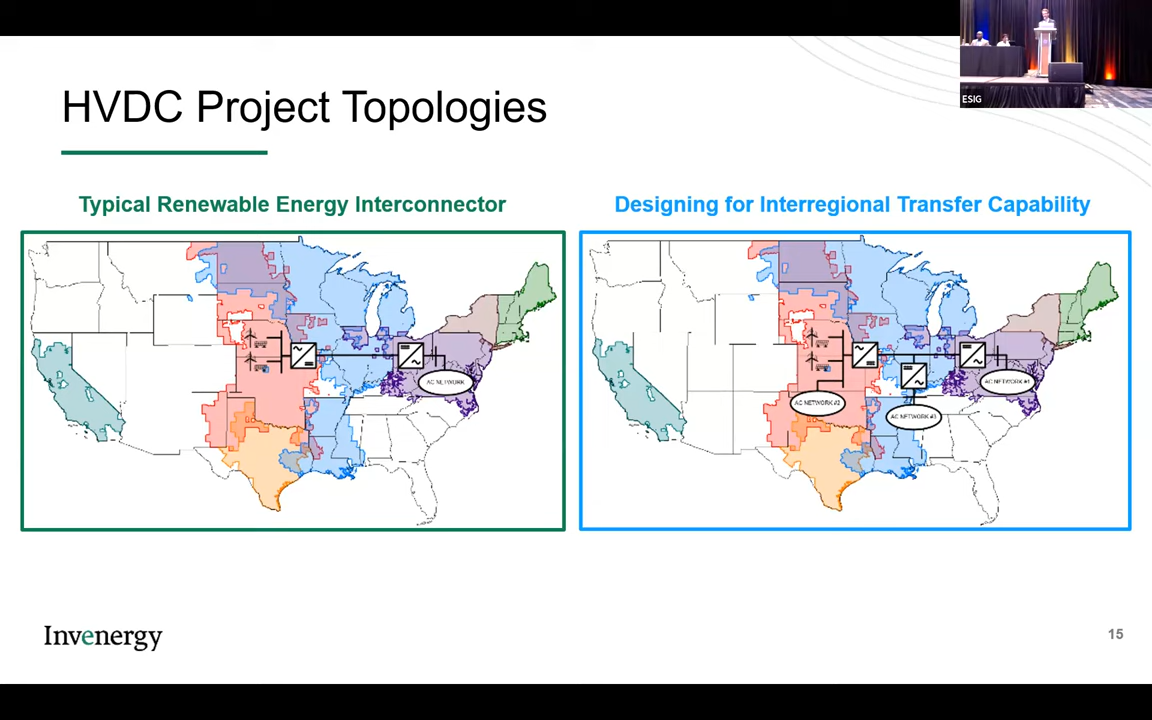 ESIG
HVDC Project Topologies
Typical Renewable Energy Interconnector
Designing for Interregional Transfer Capability
AC NETWORK
AC NETWORK #2
AC NETWORK #3
AC NETWORK #1
Invenergy
15